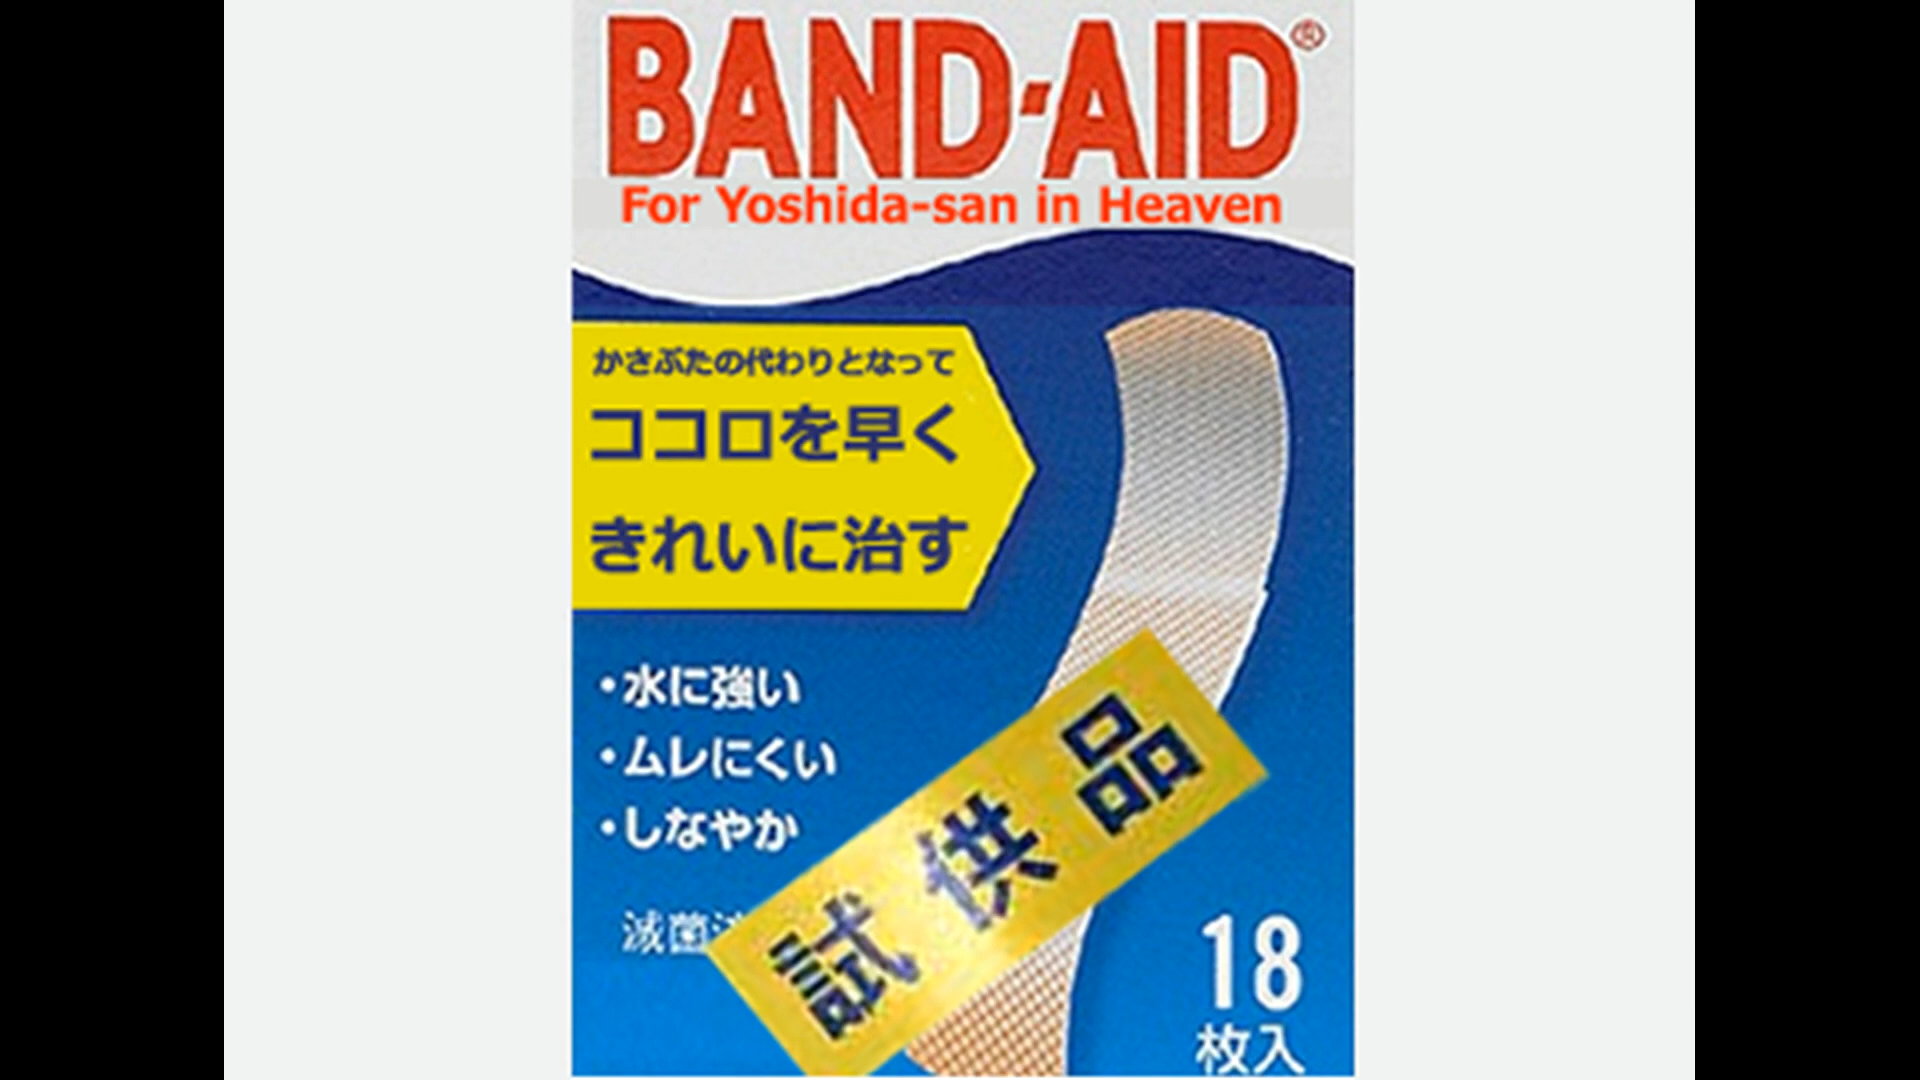 BAND-AID®
For Yoshida-san in Heaven
かさぶたの代わりとなって
ココロを早く
きれいに治す
・水に強い
・ムレにくい
・しなやか
滅菌
試供品
18
枚入